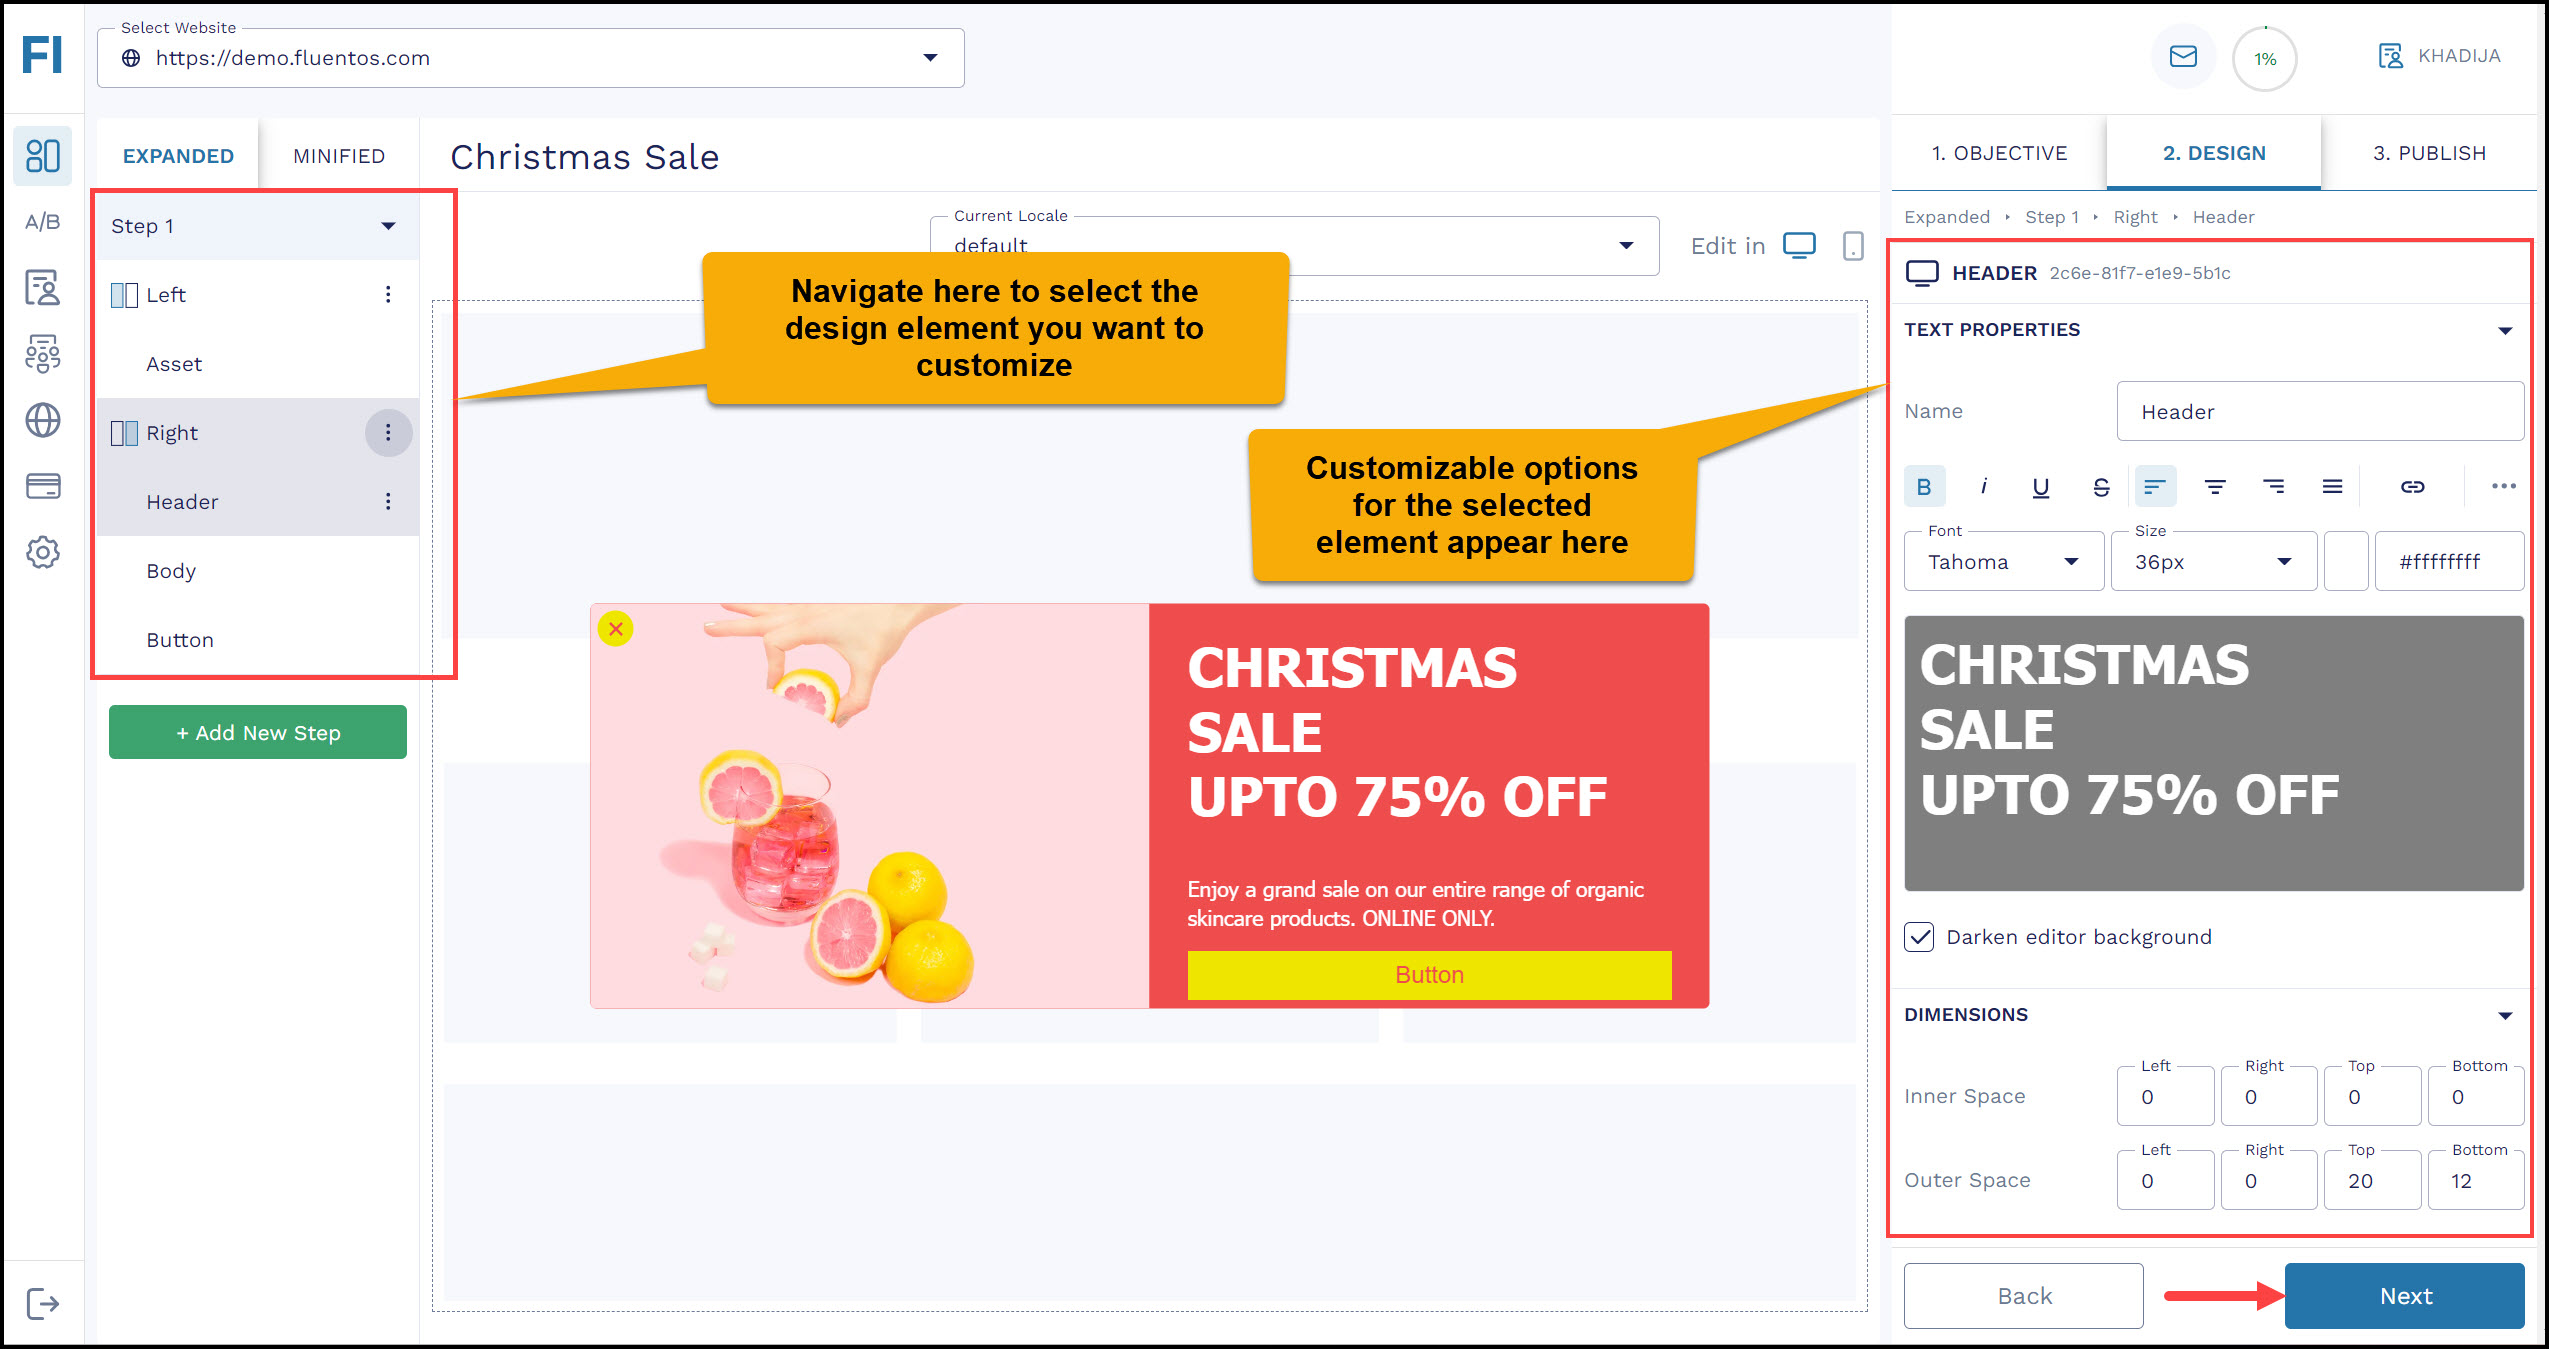 FI
Select Website
https://demo.fluentos.com
1%
KHADIJA
EXPANDED
MINIFIED
Christmas Sale
1. OBJECTIVE
2. DESIGN
3. PUBLISH
A/B
Step 1
Left
Asset
Right
Header
Body
Button
+ Add New Step
Current Locale
default
Edit in
Navigate here to select the
design element you want to
customize
Customizable options
for the selected
element appear here
CHRISTMAS
SALE
UPTO 75% OFF
Enjoy a grand sale on our entire range of organic
skincare products. ONLINE ONLY.
Button
Expanded
Step 1
Right
Header
HEADER 2c6e-81f7-e1e9-5b1c
TEXT PROPERTIES
Name
Header
B i U S
Font
Tahoma
Size
36px
#ffffffff
CHRISTMAS
SALE
UPTO 75% OFF
Darken editor background
DIMENSIONS
Inner Space
Left
0
Right
0
Top
0
Bottom
0
Outer Space
Left
0
Right
0
Top
20
Bottom
12
Back
Next